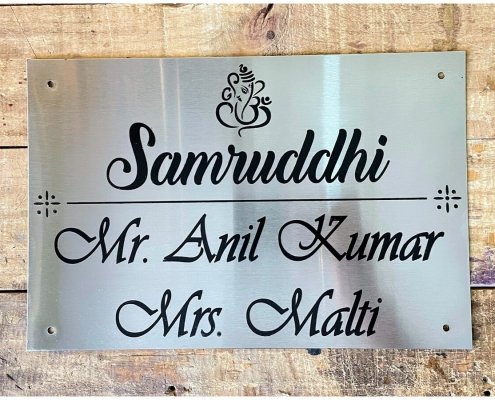 Samruddhi
Mr. Anil Kumar
Mrs. Malti